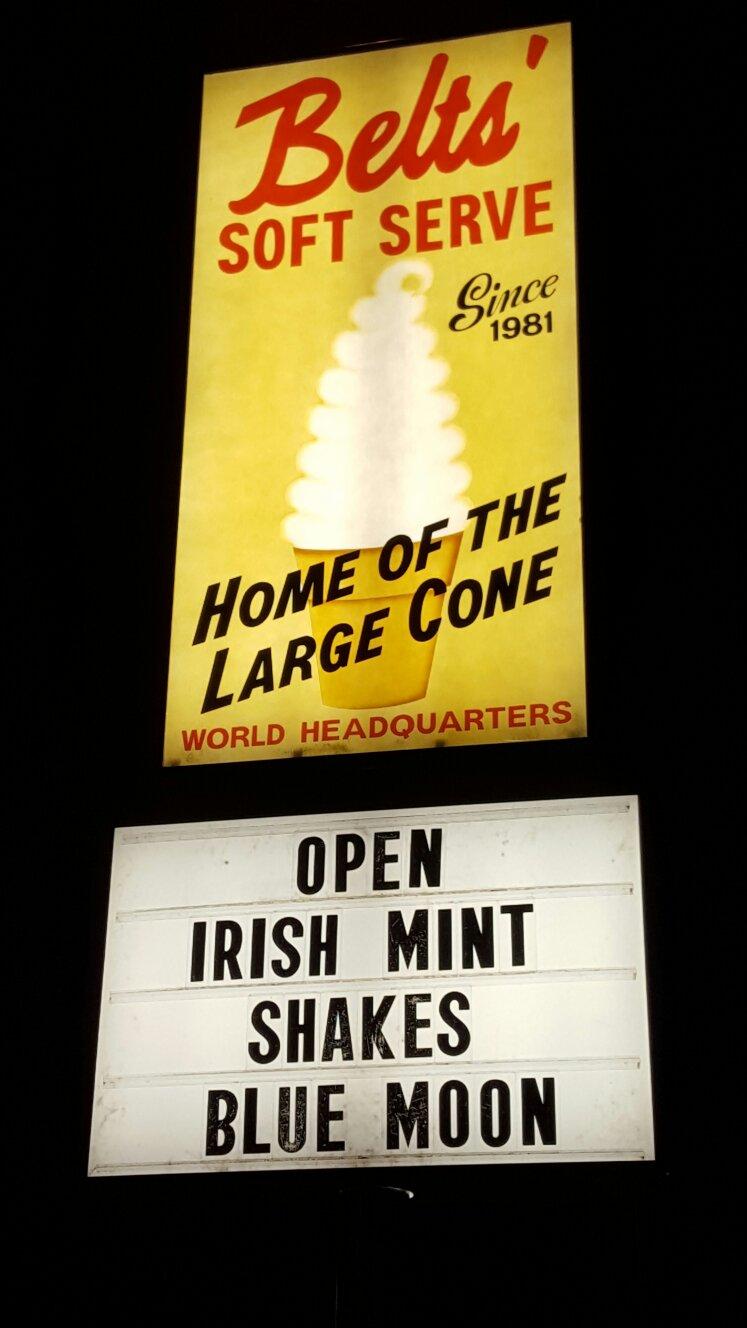 Belts'
SOFT SERVE
Since
1981
HOME OF THE
LARGE CONE
WORLD HEADQUARTERS
OPEN
IRISH MINT
SHAKES
BLUE MOON